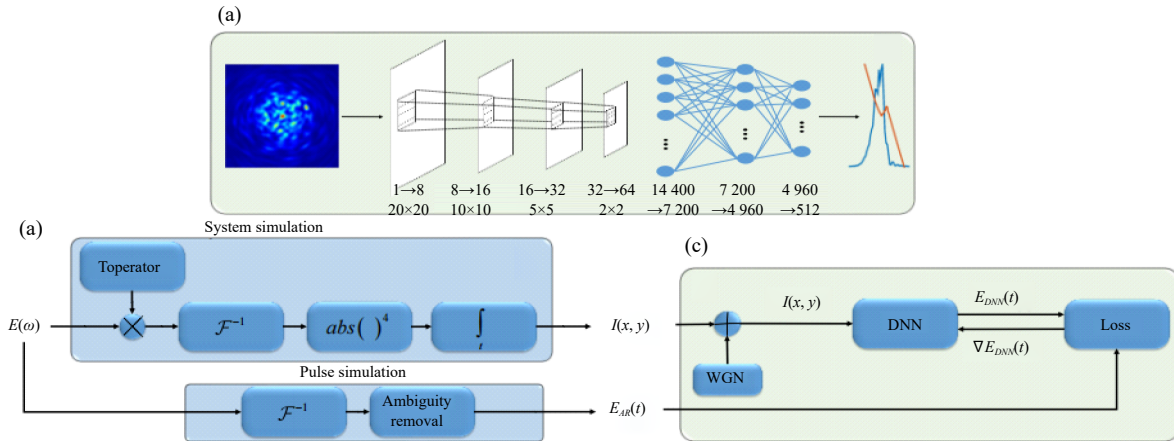 (a)
1→8 8→16 16→32 32→64 14 400 7 200 4 960
20×20 10×10 5×5 2×2 →7 200 →4 960 →512
(a)
System simulation
Toperator
E(ω)
ℱ⁻¹
abs( )⁴
∫
t
I(x, y)
Pulse simulation
ℱ⁻¹
Ambiguity
removal
E_AR(t)
(c)
I(x, y)
WGN
DNN
E_DNN(t)
∇E_DNN(t)
Loss